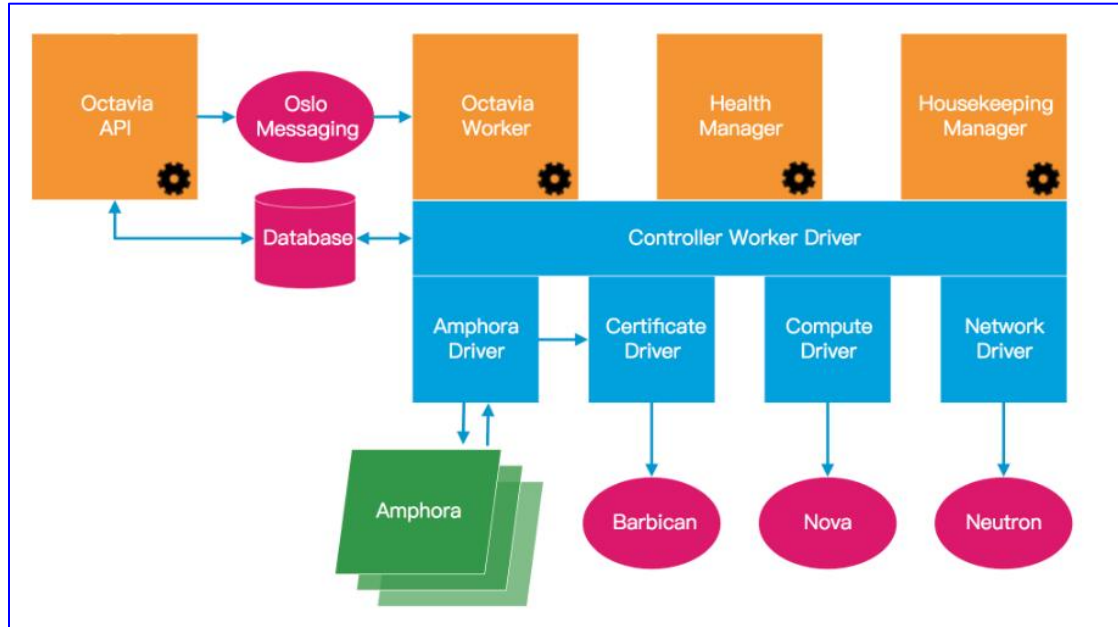 Octavia
API
Oslo
Messaging
Octavia
Worker
Health
Manager
Housekeeping
Manager
Database
Controller Worker Driver
Amphora
Driver
Certificate
Driver
Compute
Driver
Network
Driver
Amphora
Barbican
Nova
Neutron